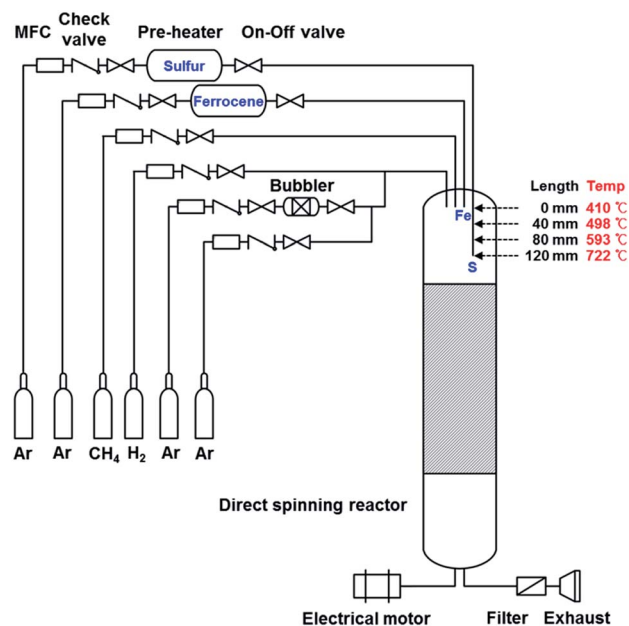 MFC Check valve Pre-heater On-Off valve
Sulfur
Ferrocene
Bubbler
Length Temp
Fe 0 mm 410 ℃
40 mm 498 ℃
80 mm 593 ℃
120 mm 722 ℃
S
Ar Ar CH₄ H₂ Ar Ar
Direct spinning reactor
Electrical motor Filter Exhaust